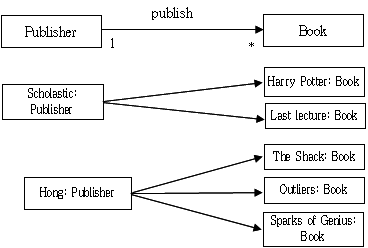 publish
Publisher
Book
1
*
Scholastic:
Publisher
Harry Potter: Book
Last lecture: Book
The Shack: Book
Hong: Publisher
Outliers: Book
Sparks of Genius:
Book